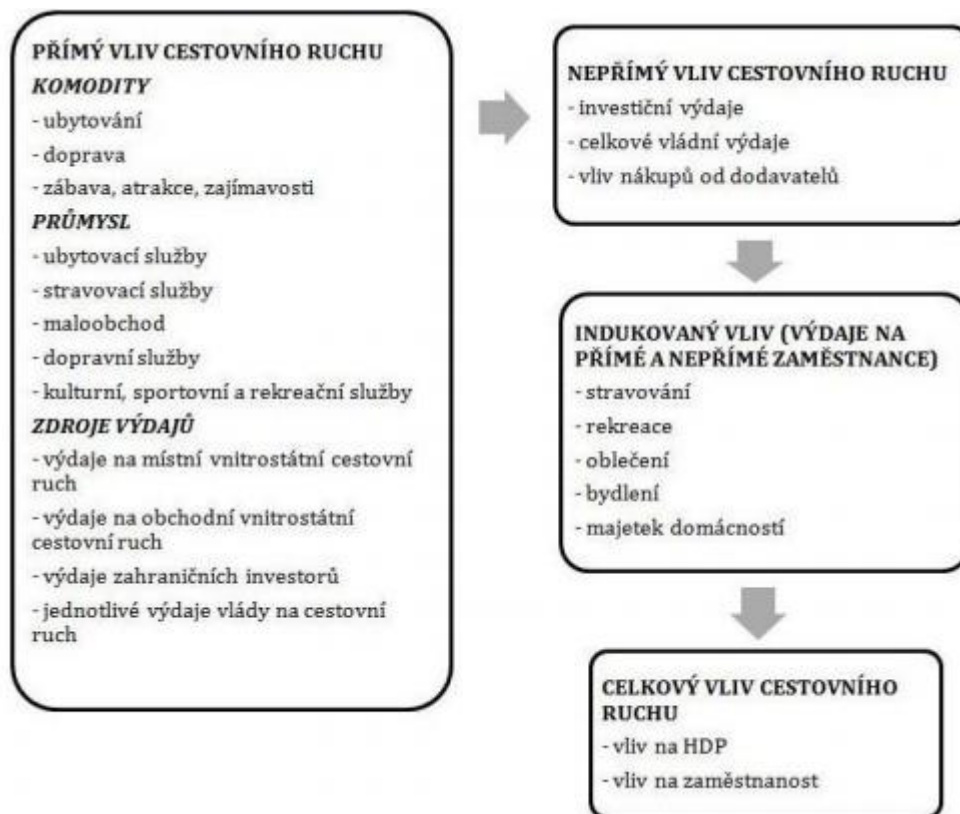 PŘÍMÝ VLIV CESTOVNÍHO RUCHU
KOMODITY
- ubytování
- doprava
- zábava, atrakce, zajímavosti
PRŮMYSL
- ubytovací služby
- stravovací služby
- maloobchod
- dopravní služby
- kulturní, sportovní a rekreační služby
ZDROJE VÝDAJŮ
- výdaje na místní vnitrostátní cestovní
ruch
- výdaje na obchodní vnitrostátní
cestovní ruch
- výdaje zahraničních investorů
- jednotlivé výdaje vlády na cestovní
ruch
NEPŘÍMÝ VLIV CESTOVNÍHO RUCHU
- investiční výdaje
- celkové vládní výdaje
- vliv nákupů od dodavatelů
INDUKOVANÝ VLIV (VÝDAJE NA
PŘÍMÉ A NEPŘÍMÉ ZAMĚSTNANCE)
- stravování
- rekreace
- oblečení
- bydlení
- majetek domácností
CELKOVÝ VLIV CESTOVNÍHO
RUCHU
- vliv na HDP
- vliv na zaměstnanost